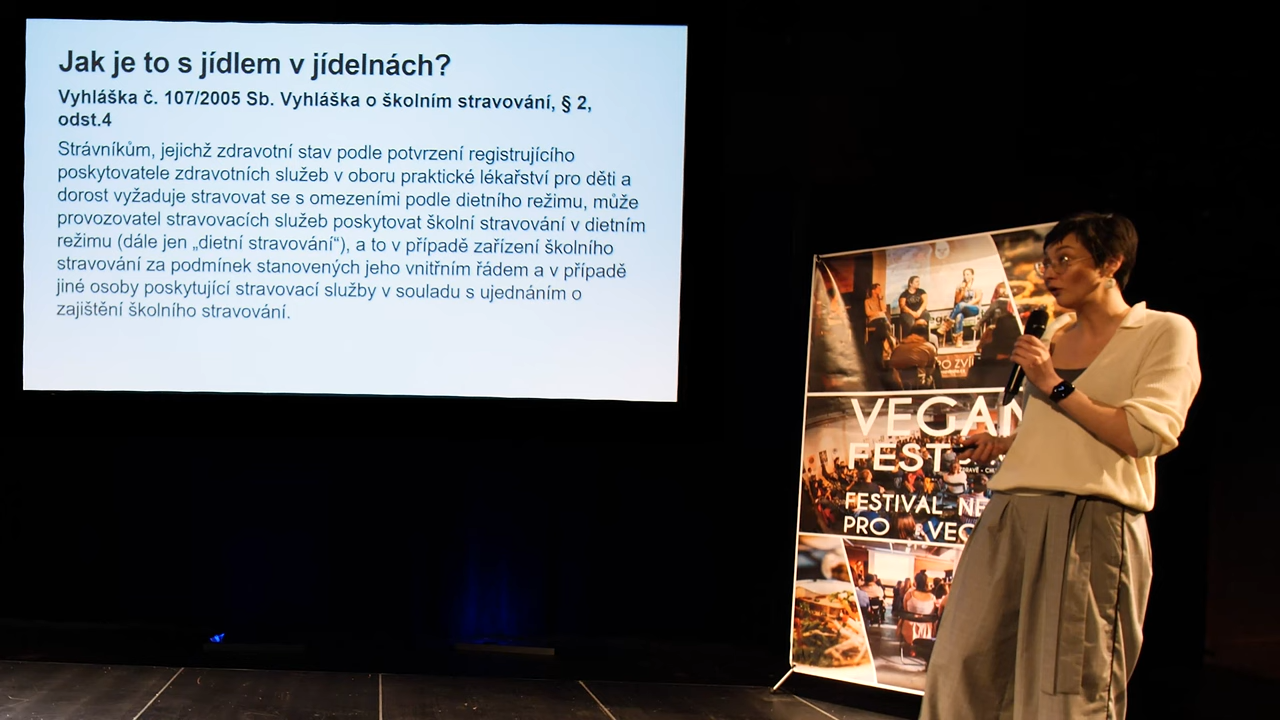 Jak je to s jídlem v jídelnách?
Vyhláška č. 107/2005 Sb. Vyhláška o školním stravování, § 2,
odst.4
Strávníkům, jejichž zdravotní stav podle potvrzení registrujícího
poskytovatele zdravotních služeb v oboru praktické lékařství pro děti a
dorost vyžaduje stravovat se s omezeními podle dietního režimu, může
provozovatel stravovacích služeb poskytovat školní stravování v dietním
režimu (dále jen „dietní stravování“), a to v případě zařízení školního
stravování za podmínek stanovených jeho vnitřním řádem a v případě
jiné osoby poskytující stravovací služby v souladu s ujednáním o
zajištění školního stravování.
VEGAN
FEST
FESTIVAL NE
PRO VEG